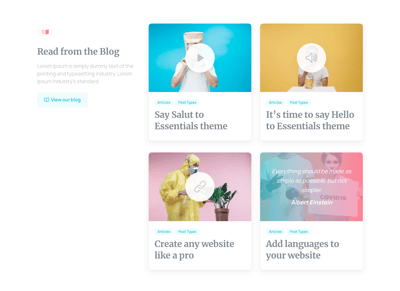 Read from the Blog
Lorem Ipsum is simply dummy text of the
printing and typesetting industry. Lorem
Ipsum industry's standard
View our blog
Articles Post Types
Say Salut to
Essentials theme
Articles Post Types
It's time to say Hello
to Essentials theme
Articles Post Types
Create any website
like a pro
Everything should be made as
simple as possible, but not
simpler.
Albert Einstein
Articles Post Types
Add languages to
your website